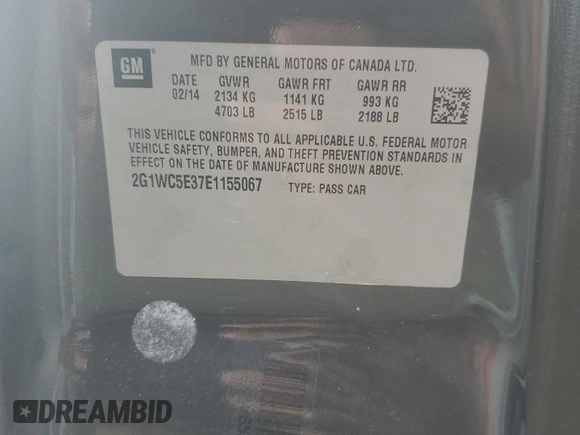 GM MFD BY GENERAL MOTORS OF CANADA LTD.
DATE GVWR GAWR FRT GAWR RR
02/14 2134 KG 1141 KG 993 KG
4703 LB 2515 LB 2188 LB
THIS VEHICLE CONFORMS TO ALL APPLICABLE U.S. FEDERAL MOTOR
VEHICLE SAFETY, BUMPER, AND THEFT PREVENTION STANDARDS IN
EFFECT ON THE DATE OF MANUFACTURE SHOWN ABOVE.
2G1WC5E37E1155067 TYPE: PASS CAR
DREAMBID